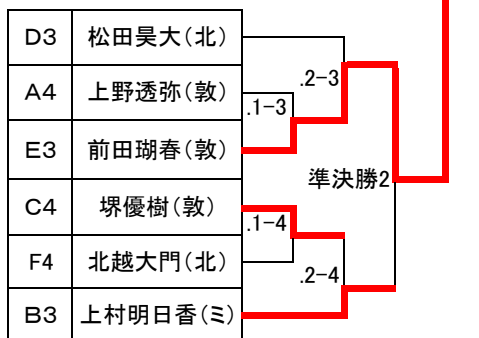 D3 松田昊大(北)
.2-3
A4 上野透弥(敦)
.1-3
E3 前田瑚春(敦)
準決勝2
C4 堺優樹(敦)
.1-4
F4 北越大門(北)
.2-4
B3 上村明日香(ミ)